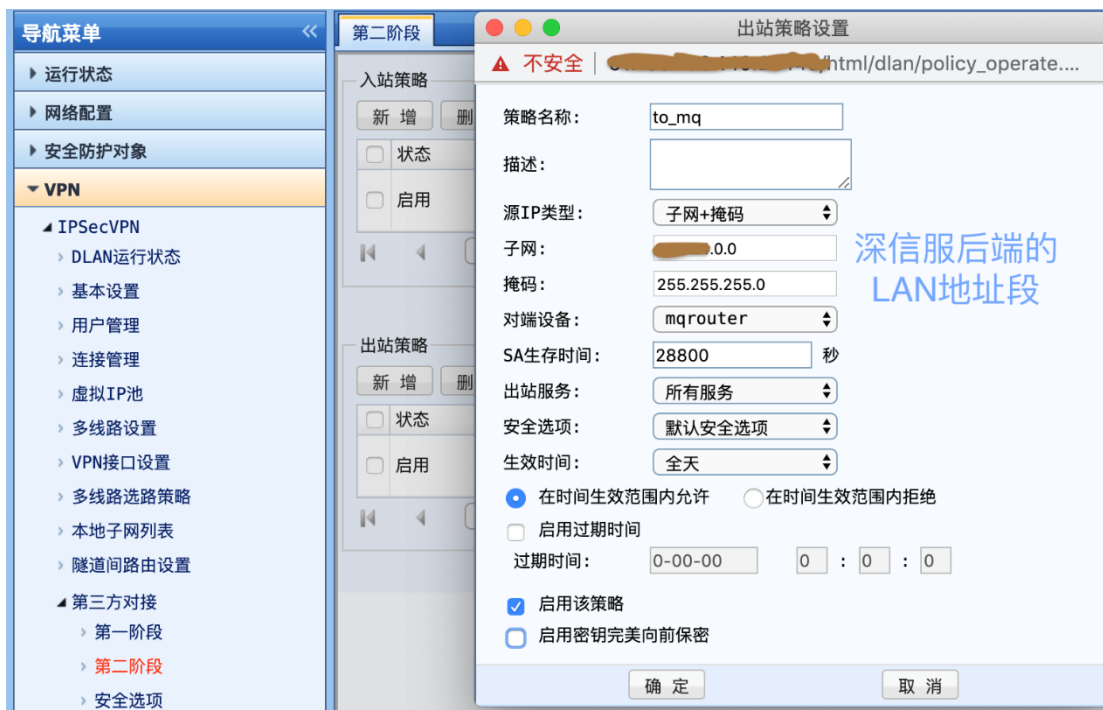 导航菜单
运行状态
网络配置
安全防护对象
VPN
IPSecVPN
DLAN运行状态
基本设置
用户管理
连接管理
虚拟IP池
多线路设置
VPN接口设置
多线路选路策略
本地子网列表
隧道间路由设置
第三方对接
第一阶段
第二阶段
安全选项
第二阶段
入站策略
新 增 删
状态
启用
出站策略
新 增 删
状态
启用
出站策略设置
不安全 /html/dlan/policy_operate....
策略名称: to_mq
描述:
源IP类型: 子网+掩码
子网: .0.0
掩码: 255.255.255.0
对端设备: mqrouter
SA生存时间: 28800 秒
出站服务: 所有服务
安全选项: 默认安全选项
生效时间: 全天
在时间生效范围内允许 在时间生效范围内拒绝
启用过期时间
过期时间: 0-00-00 0 : 0 : 0
启用该策略
启用密钥完美向前保密
确 定 取 消
深信服后端的
LAN地址段